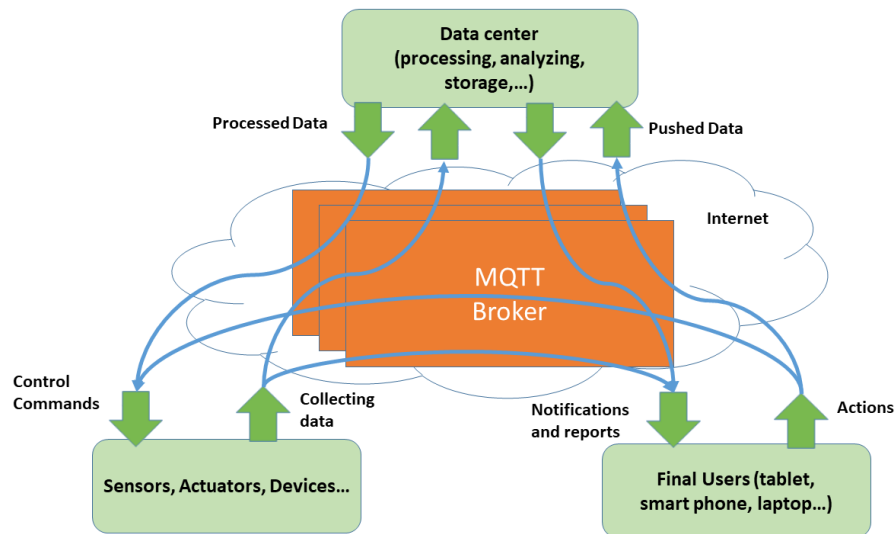 Data center
(processing, analyzing,
storage,...)
Processed Data
Pushed Data
Internet
MQTT
Broker
Control
Commands
Collecting
data
Notifications
and reports
Actions
Sensors, Actuators, Devices...
Final Users (tablet,
smart phone, laptop...)